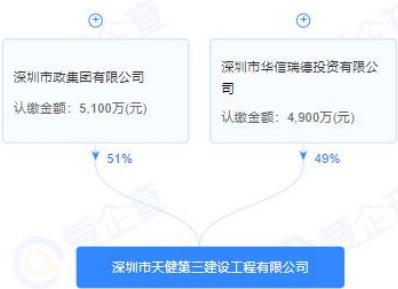 深圳市政集团有限公司
认缴金额：5,100万(元)
深圳市华信瑞德投资有限公
司
认缴金额：4,900万(元)
51%
49%
爱企查
深圳市天健第三建设工程有限公司